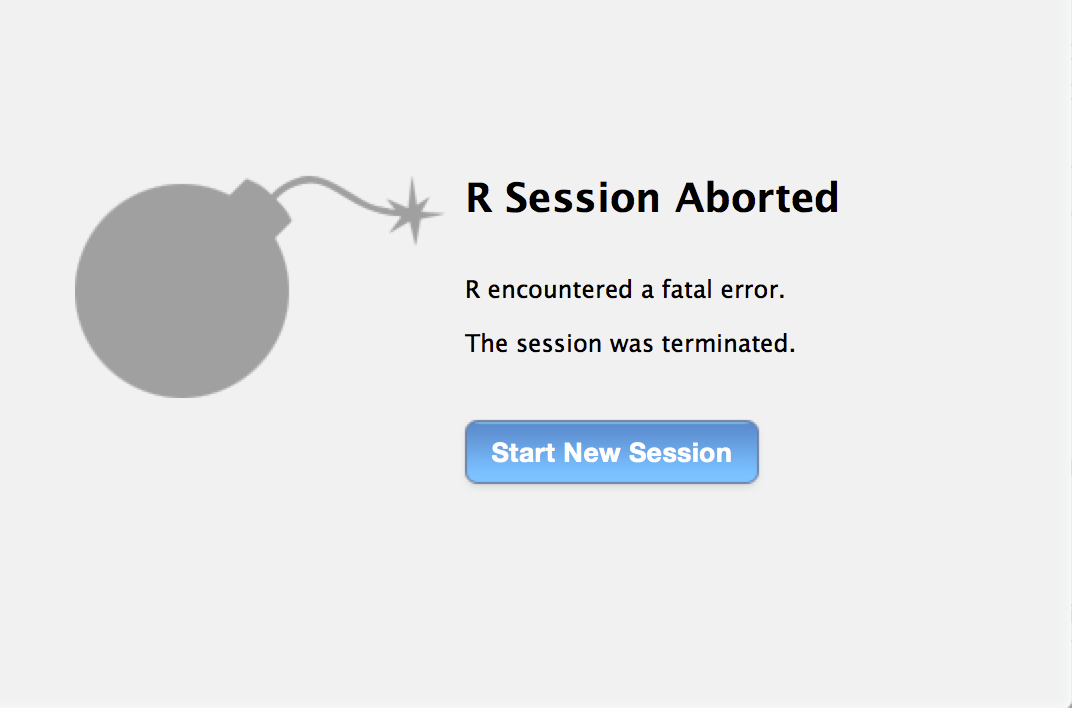 R Session Aborted
R encountered a fatal error.
The session was terminated.
Start New Session